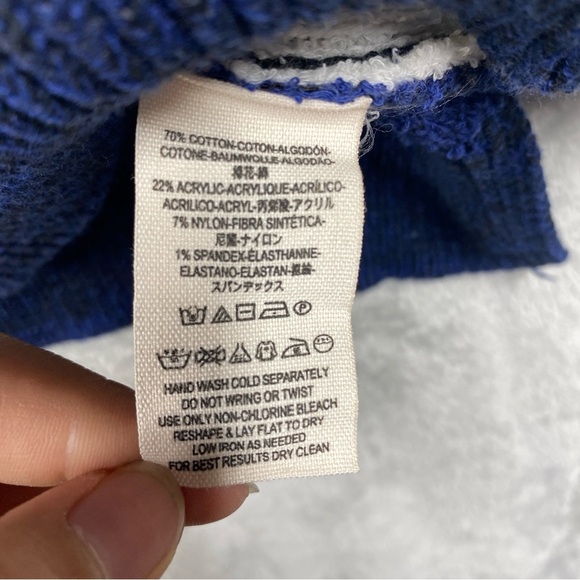 70% COTTON-COTON-ALGODÓN-
COTONE-BAUMWOLLE-ALGODÃO-
棉花-綿
22% ACRYLIC-ACRYLIQUE-ACRÍLICO-
ACRILICO-ACRYL-丙烯酸-アクリル
7% NYLON-FIBRA SINTÉTICA-
尼龍-ナイロン
1% SPANDEX-ÉLASTHANNE-
ELASTANO-ELASTAN-
スパンデックス
HAND WASH COLD SEPARATELY
DO NOT WRING OR TWIST
USE ONLY NON-CHLORINE BLEACH
RESHAPE & LAY FLAT TO DRY
LOW IRON AS NEEDED
FOR BEST RESULTS DRY CLEAN